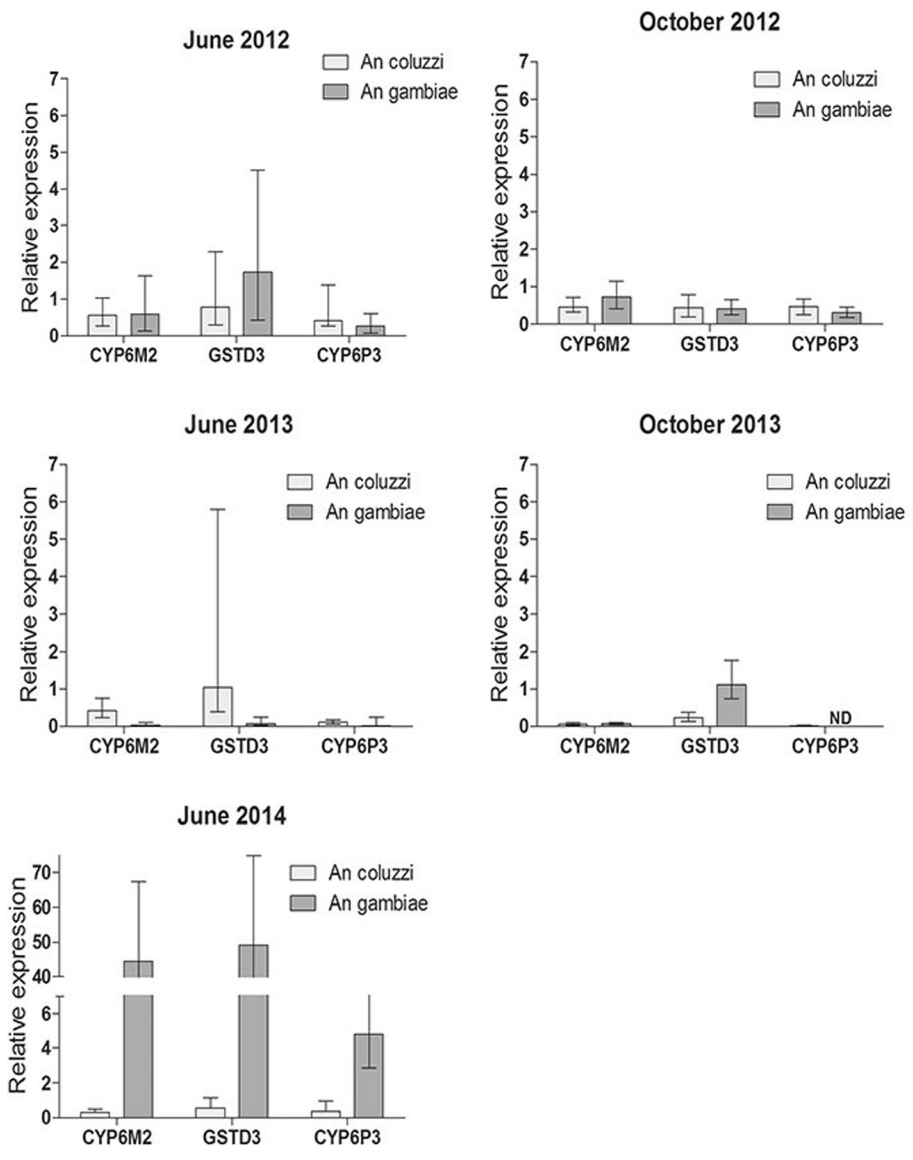 June 2012
An coluzzi
An gambiae
Relative expression
7
6
5
4
3
2
1
0
CYP6M2 GSTD3 CYP6P3
October 2012
An coluzzi
An gambiae
Relative expression
7
6
5
4
3
2
1
0
CYP6M2 GSTD3 CYP6P3
June 2013
An coluzzi
An gambiae
Relative expression
7
6
5
4
3
2
1
0
CYP6M2 GSTD3 CYP6P3
October 2013
An coluzzi
An gambiae
Relative expression
7
6
5
4
3
2
1
0
ND
CYP6M2 GSTD3 CYP6P3
June 2014
An coluzzi
An gambiae
Relative expression
70
60
50
40
6
4
2
0
CYP6M2 GSTD3 CYP6P3